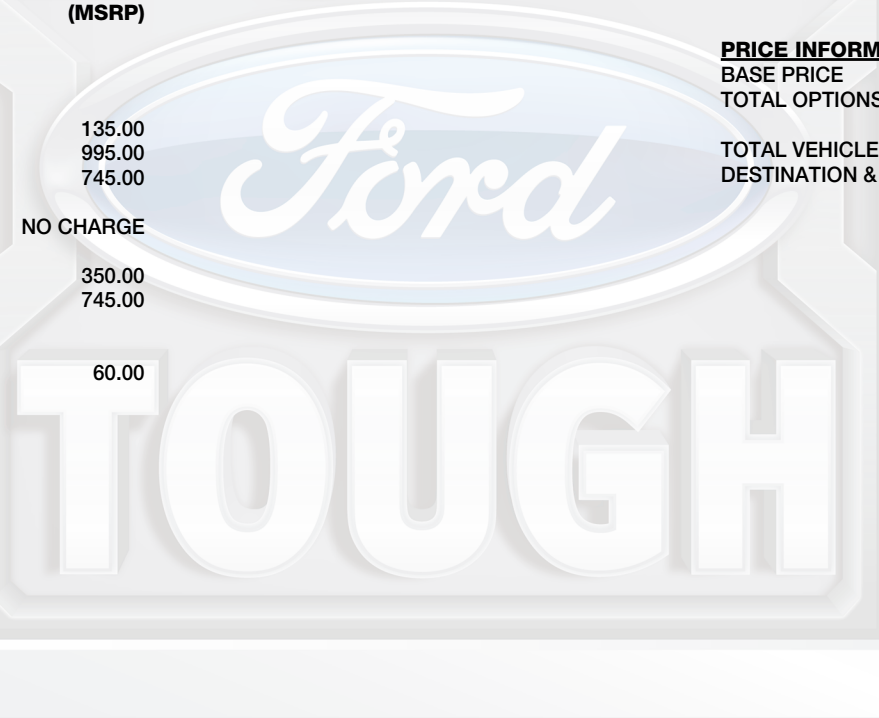 (MSRP)
135.00
995.00
745.00
NO CHARGE
350.00
745.00
60.00
PRICE INFORM
BASE PRICE
TOTAL OPTIONS
TOTAL VEHICLE
DESTINATION &
Ford
TOUGH